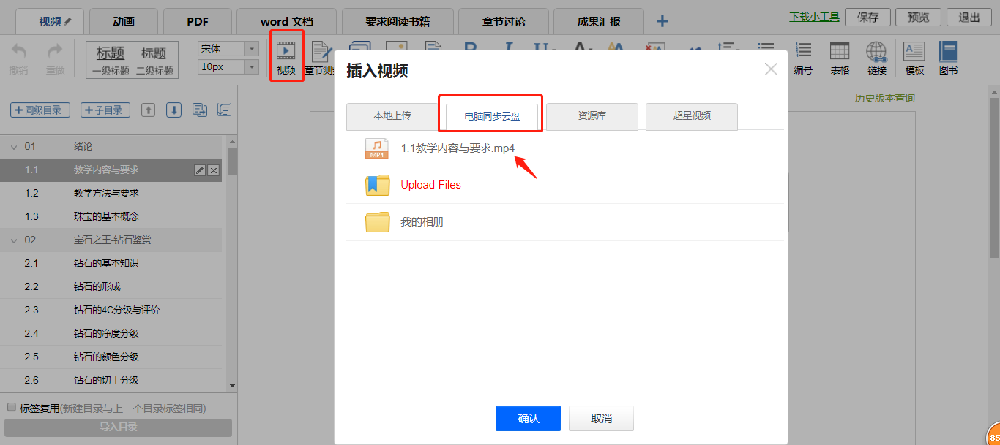 视频 动画 PDF word 文档 要求阅读书籍 章节讨论 成果汇报 下载小工具 保存 预览 退出
标题 标题 宋体
撤销 重做 一级标题 二级标题 10px 视频 章节测 编号 表格 链接 模板 图书
插入视频
历史版本查询
同级目录 子目录
本地上传 电脑同步云盘 资源库 超星视频
01 绪论
1.1 教学内容与要求
1.2 教学方法与要求
1.3 珠宝的基本概念
02 宝石之王-钻石鉴赏
2.1 钻石的基本知识
2.2 钻石的形成
2.3 钻石的4C分级与评价
2.4 钻石的净度分级
2.5 钻石的颜色分级
2.6 钻石的切工分级
标签复用(新建目录与上一个目录标签相同)
导入目录
MP4 1.1教学内容与要求.mp4
Upload-Files
我的相册
确认 取消
85